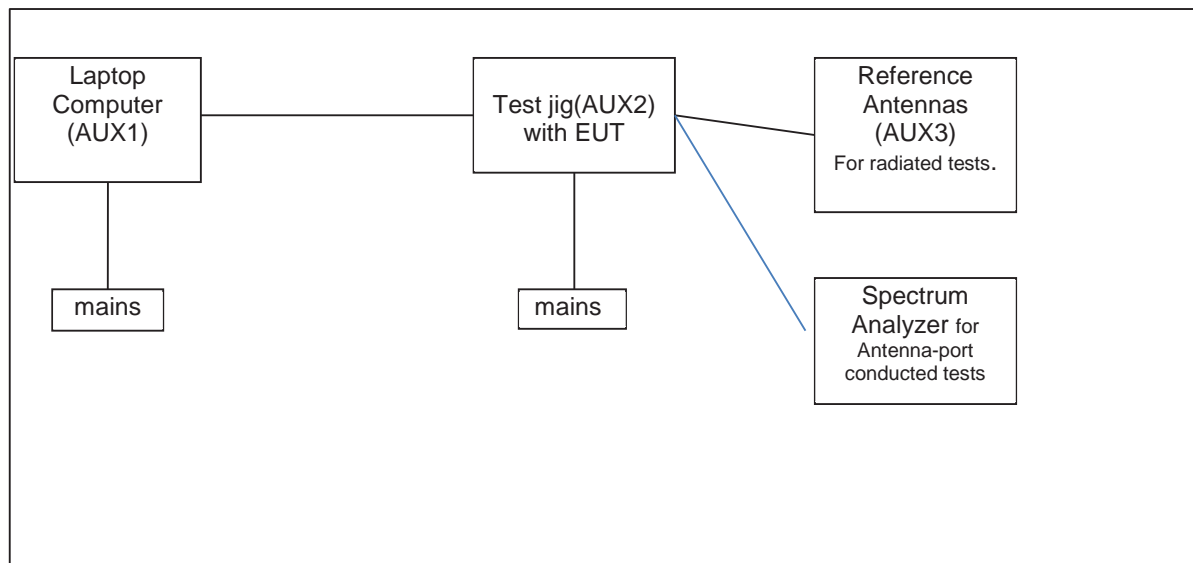 Laptop
Computer
(AUX1)
Test jig(AUX2)
with EUT
Reference
Antennas
(AUX3)
For radiated tests.
mains
mains
Spectrum
Analyzer for
Antenna-port
conducted tests